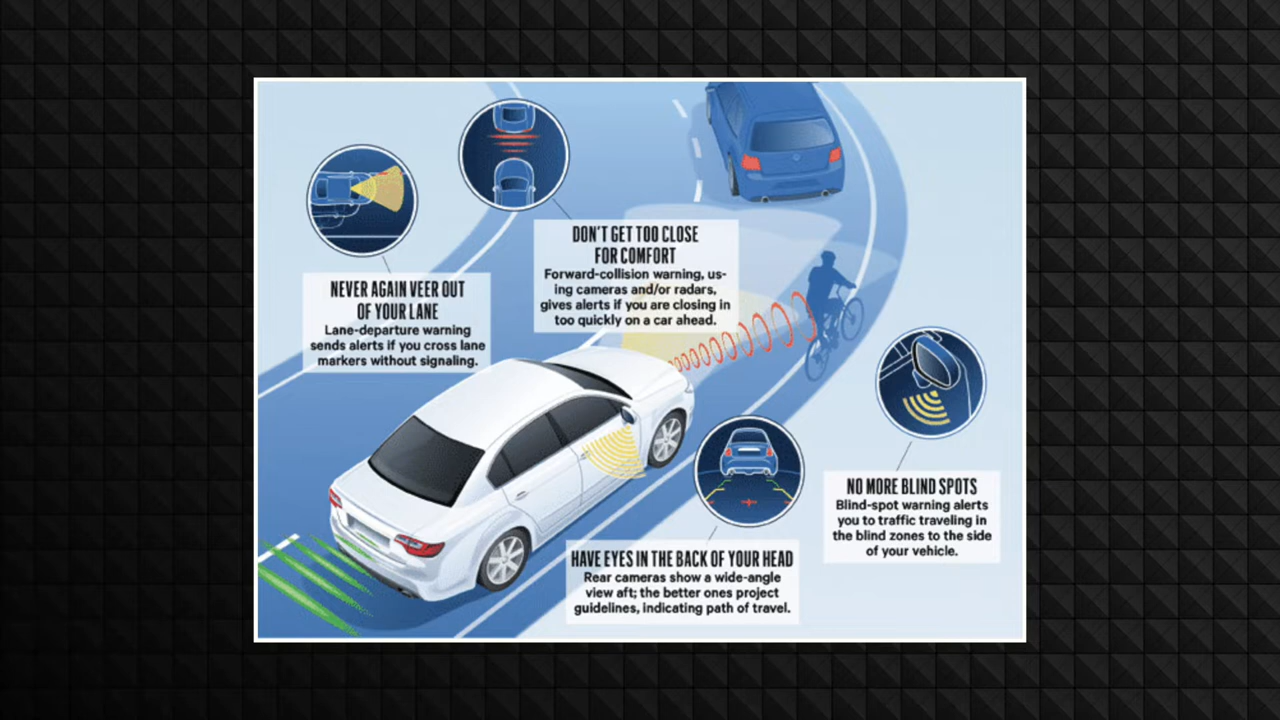 DON'T GET TOO CLOSE
FOR COMFORT
Forward-collision warning, us-
ing cameras and/or radars,
gives alerts if you are closing in
too quickly on a car ahead.
NEVER AGAIN VEER OUT
OF YOUR LANE
Lane-departure warning
sends alerts if you cross lane
markers without signaling.
NO MORE BLIND SPOTS
Blind-spot warning alerts
you to traffic traveling in
the blind zones to the side
of your vehicle.
HAVE EYES IN THE BACK OF YOUR HEAD
Rear cameras show a wide-angle
view aft; the better ones project
guidelines, indicating path of travel.